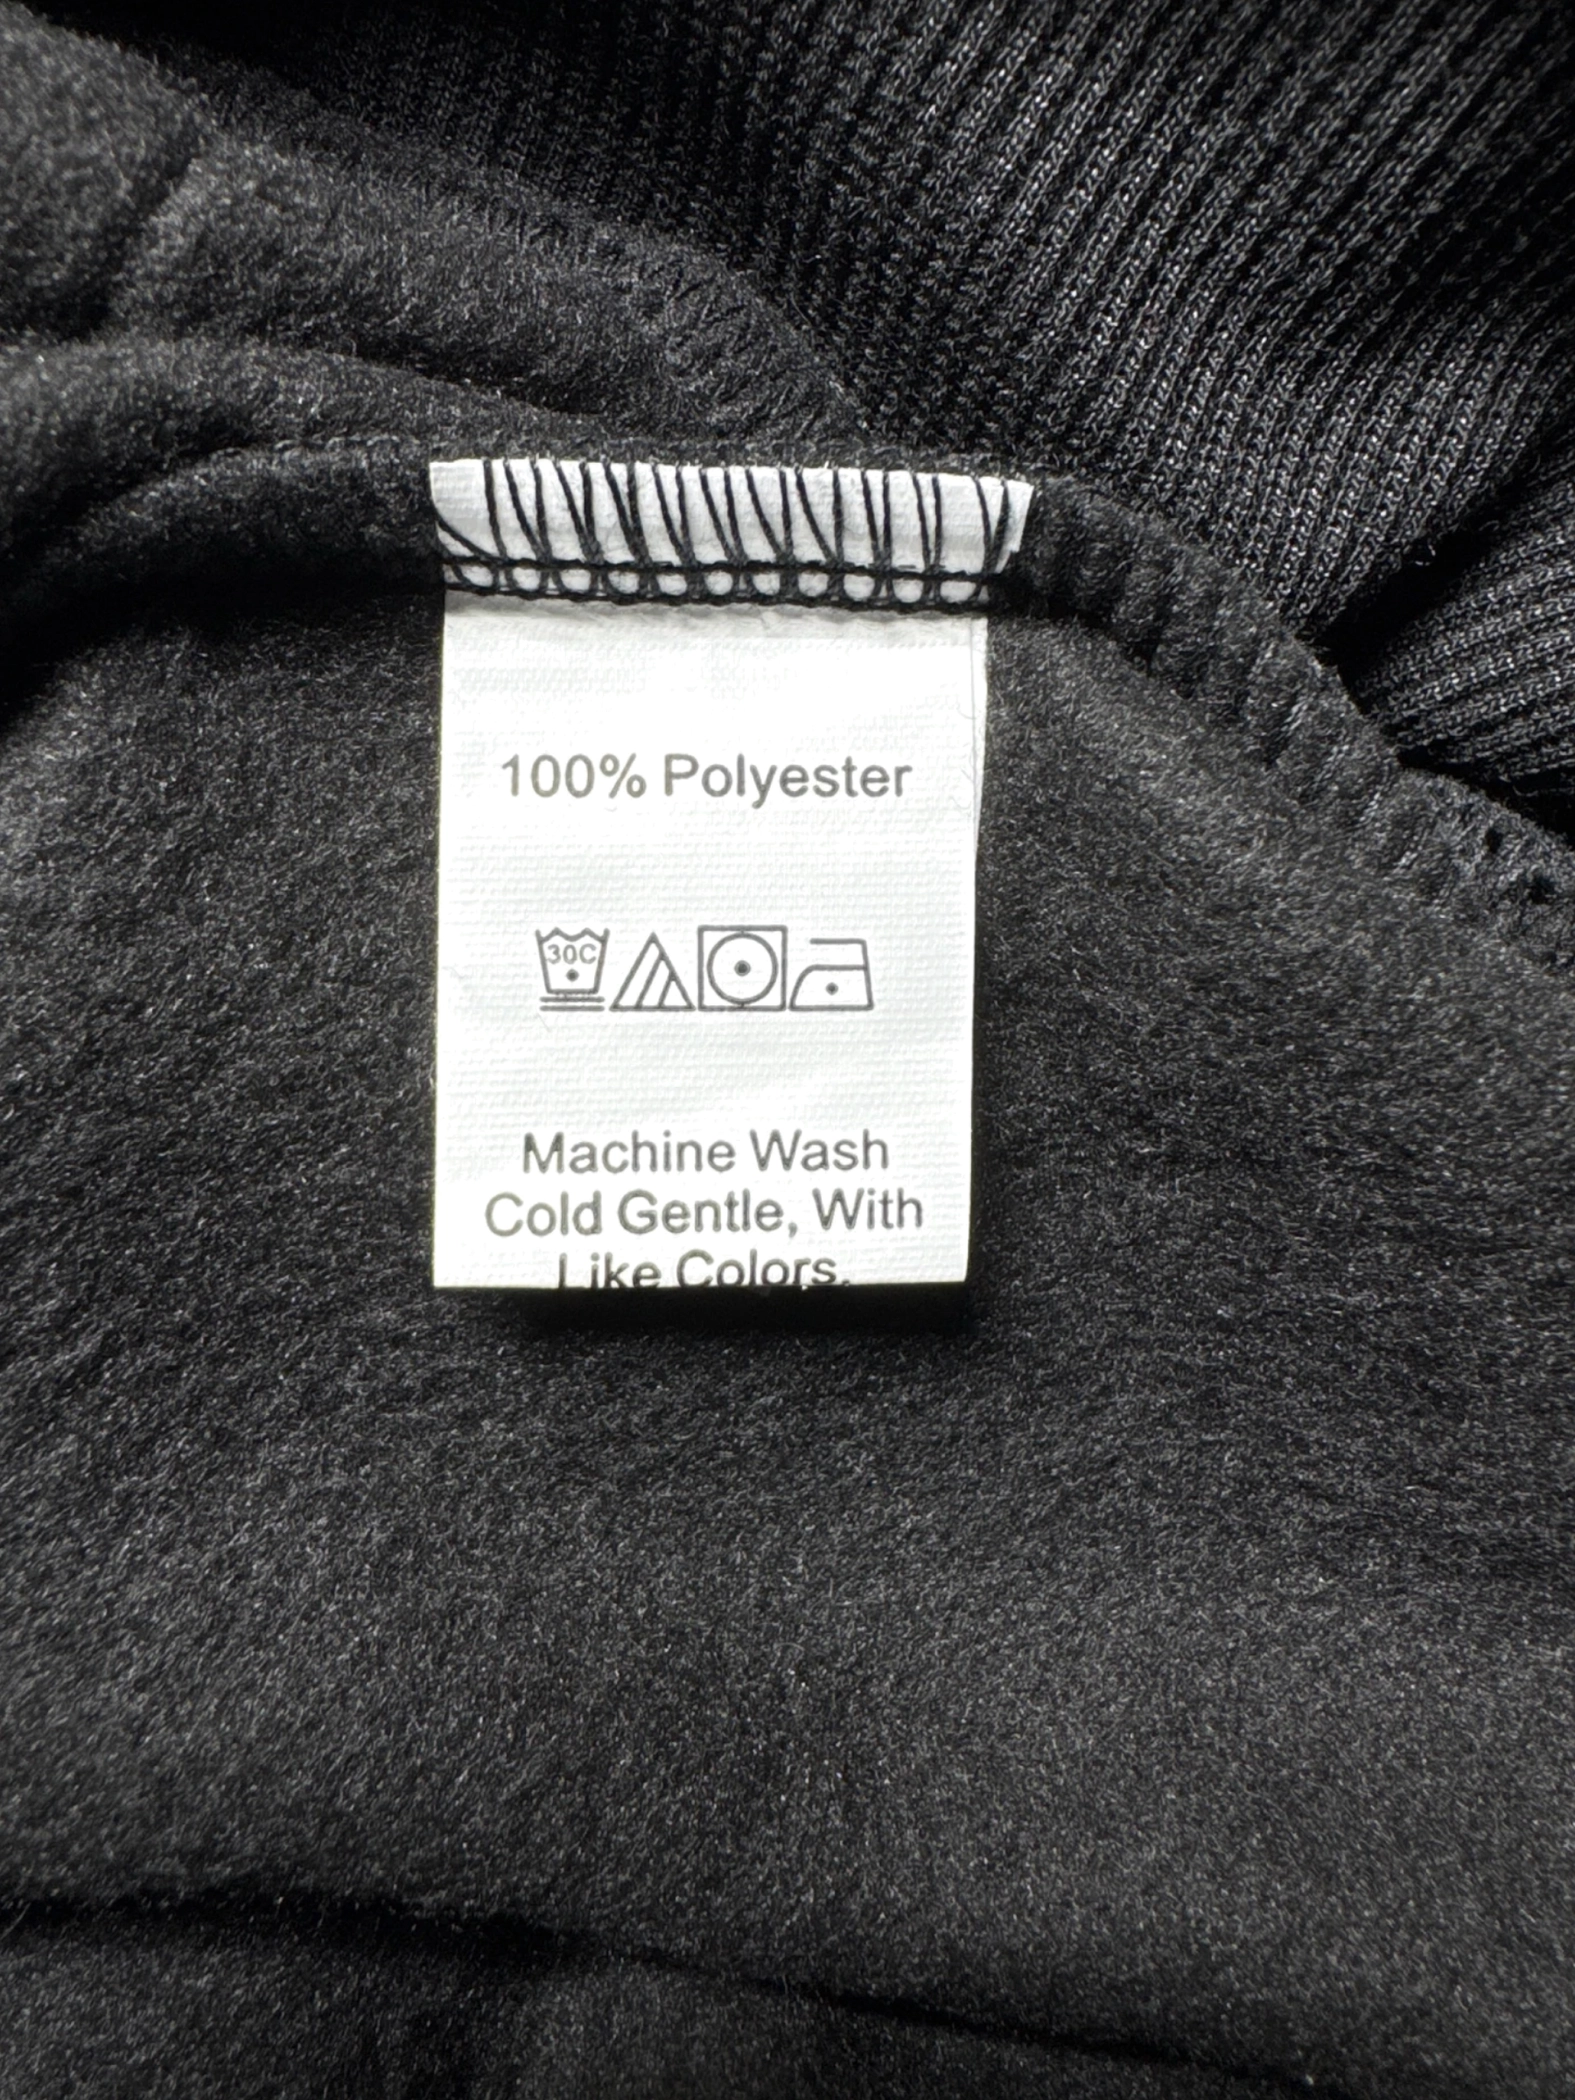 100% Polyester
30C
Machine Wash
Cold Gentle, With
Like Colors.